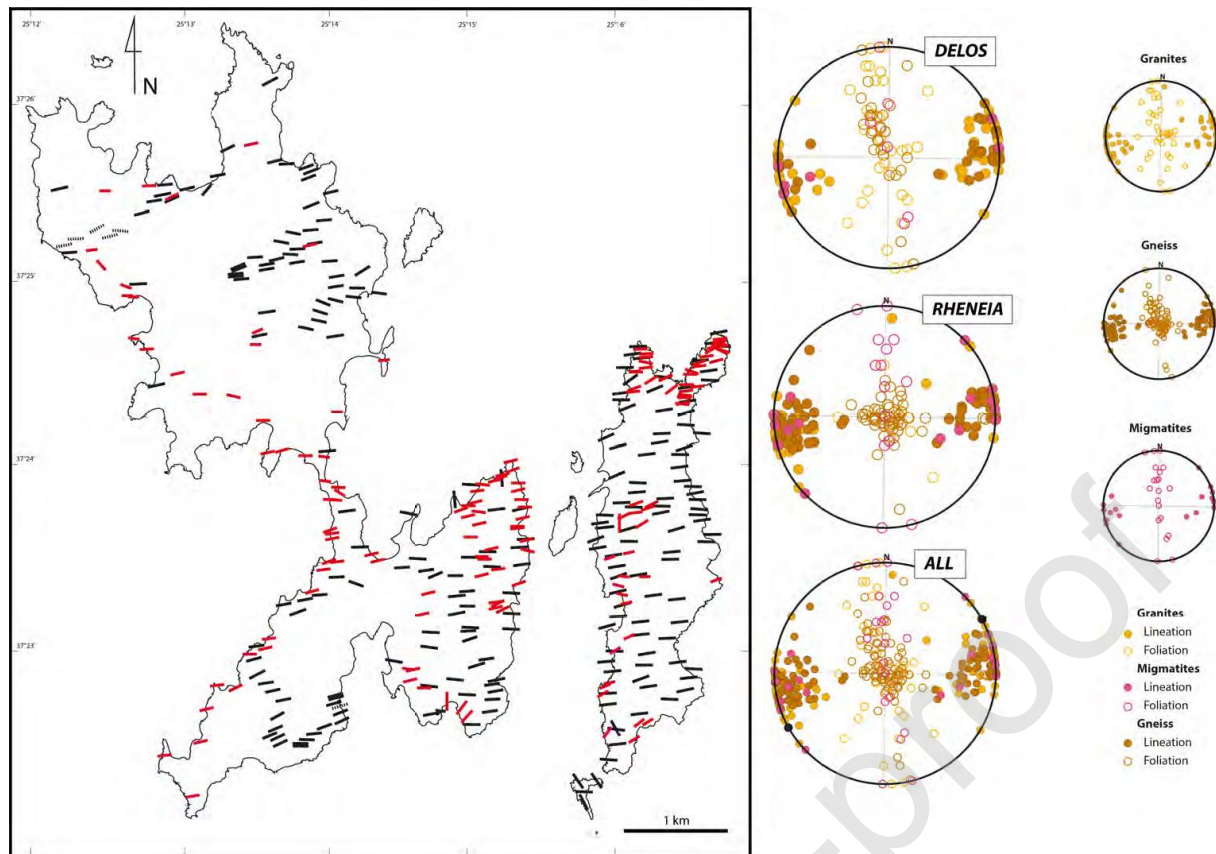 25°12'
25°13'
25°14'
25°15'
25°16'
37°26'
37°25'
37°24'
37°23'
N
1 km
N
DELOS
N
RHENEIA
N
ALL
Granites
N
Gneiss
N
Migmatites
N
Granites
Lineation
Foliation
Migmatites
Lineation
Foliation
Gneiss
Lineation
Foliation
proof